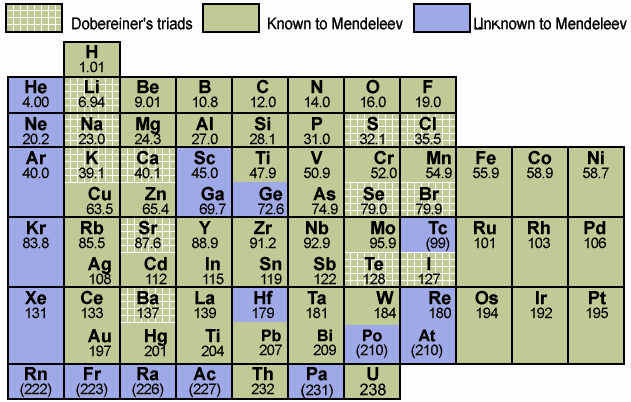 Dobereiner's triads Known to Mendeleev Unknown to Mendeleev
H
1.01
He Li Be B C N O F
4.00 6.94 9.01 10.8 12.0 14.0 16.0 19.0
Ne Na Mg Al Si P S Cl
20.2 23.0 24.3 27.0 28.1 31.0 32.1 35.5
Ar K Ca Sc Ti V Cr Mn Fe Co Ni
40.0 39.1 40.1 45.0 47.9 50.9 52.0 54.9 55.9 58.9 58.7
Cu Zn Ga Ge As Se Br
63.5 65.4 69.7 72.6 74.9 79.0 79.9
Kr Rb Sr Y Zr Nb Mo Tc Ru Rh Pd
83.8 85.5 87.6 88.9 91.2 92.9 95.9 (99) 101 103 106
Ag Cd In Sn Sb Te I
108 112 115 119 122 128 127
Xe Ce Ba La Hf Ta W Re Os Ir Pt
131 133 137 139 179 181 184 180 194 192 195
Au Hg Ti Pb Bi Po At
197 201 204 207 209 (210) (210)
Rn Fr Ra Ac Th Pa U
(222) (223) (226) (227) 232 (231) 238